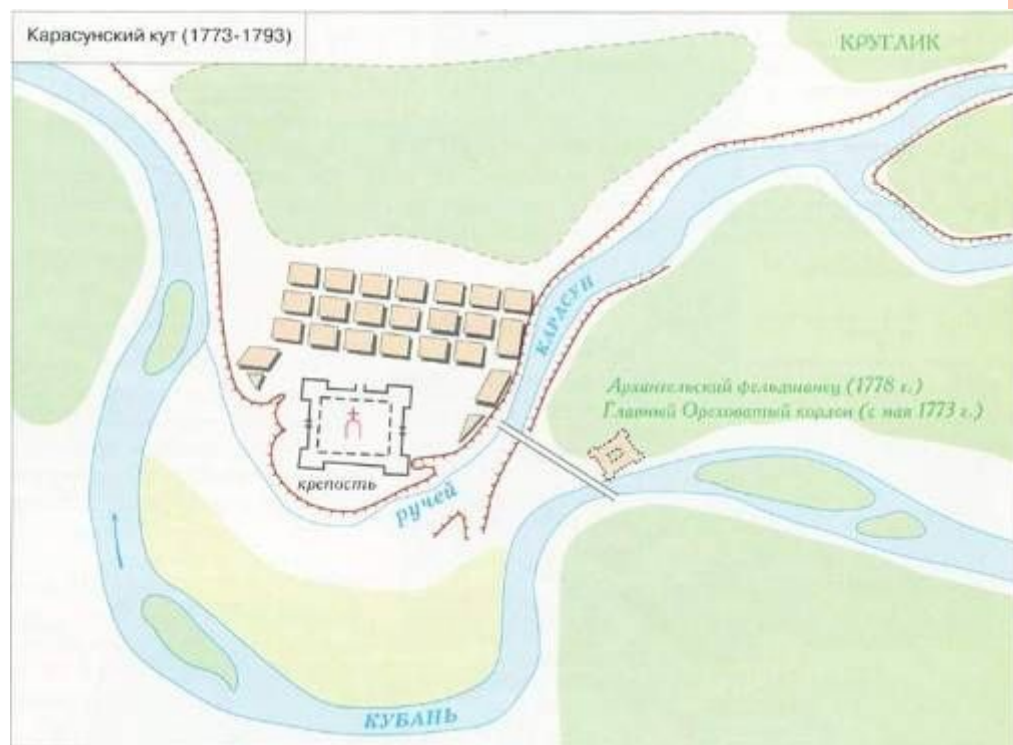 Карасунский кут (1773-1793)
КРУГЛИК
КАРАСУН
Архангельский фельдшанец (1778 г.)
Главный Ореховатый кордон (с мая 1773 г.)
крепость
ручей
КУБАНЬ